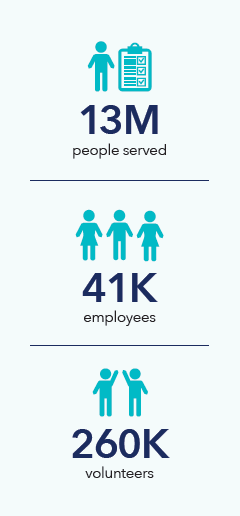 13M
people served
41K
employees
260K
volunteers